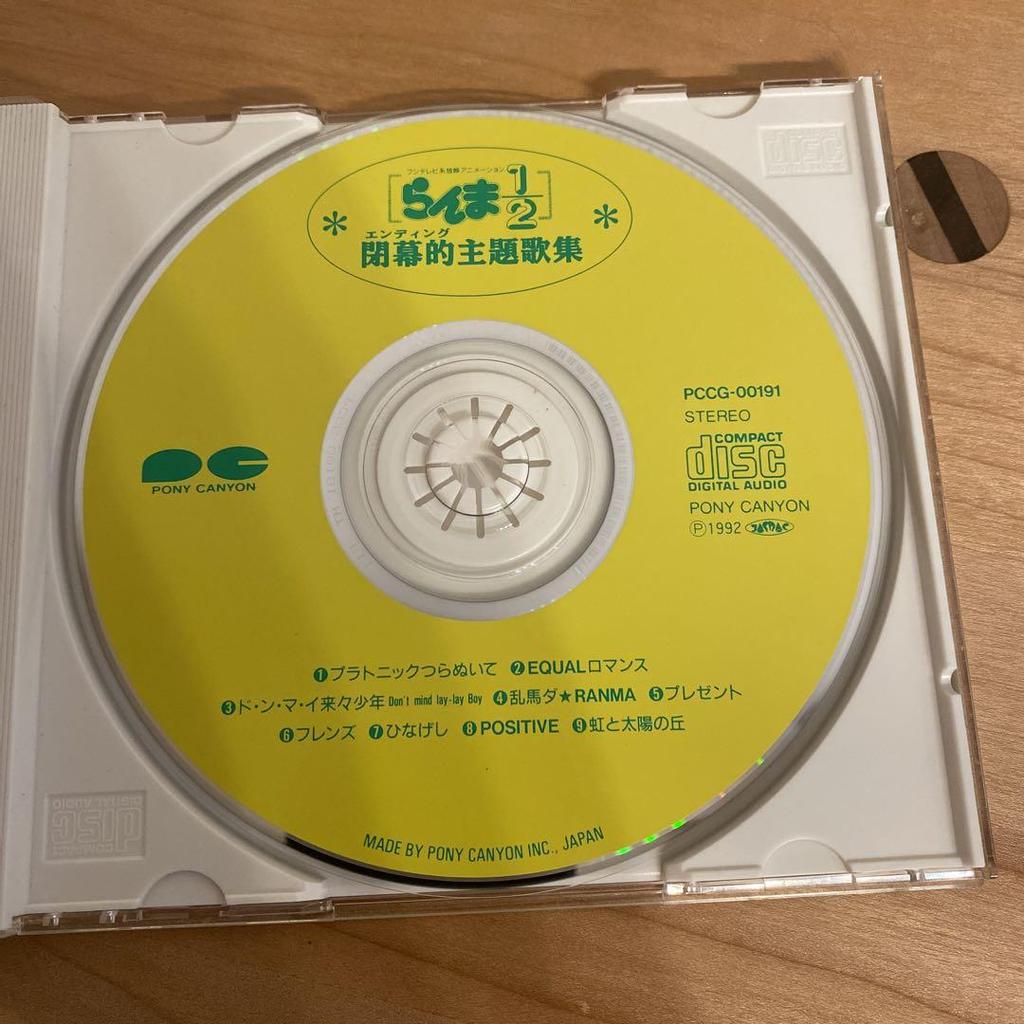 フジテレビ系放映アニメーション
[らんま1/2]
エンディング
* 閉幕的主題歌集 *
PCCG-00191
STEREO
COMPACT
disc
DIGITAL AUDIO
PONY CANYON
PONY CANYON
Ⓟ1992 JASRAC
❶プラトニックつらぬいて ❷EQUALロマンス
❸ド・ン・マ・イ来々少年 Don't mind lay-lay Boy ❹乱馬ダ★RANMA ❺プレゼント
❻フレンズ ❼ひなげし ❽POSITIVE ❾虹と太陽の丘
MADE BY PONY CANYON INC., JAPAN
disc
COMPACT
disc
DIGITAL AUDIO